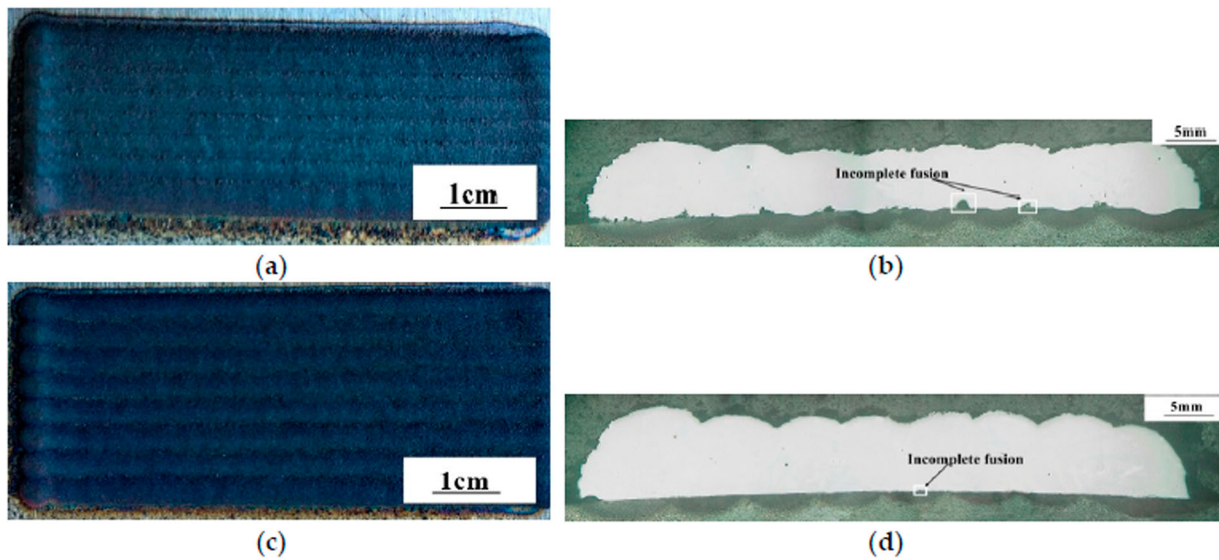 1cm
5mm
Incomplete fusion
(a)
(b)
1cm
5mm
Incomplete fusion
(c)
(d)